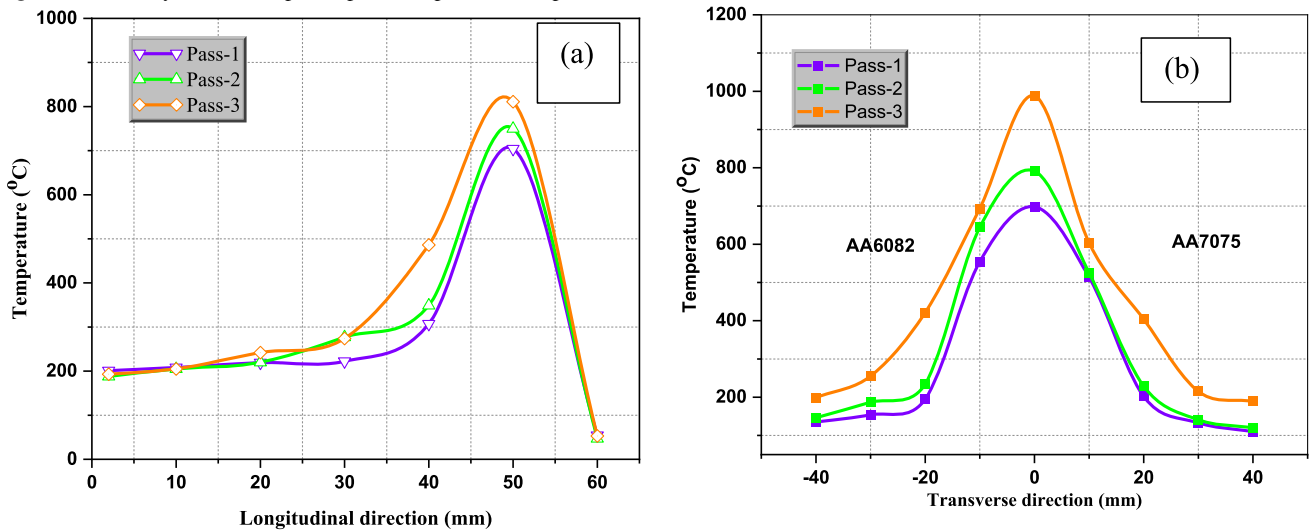 1000
800
600
400
200
0
0
10
20
30
40
50
60
Temperature (⁰C)
Longitudinal direction (mm)
Pass-1
Pass-2
Pass-3
(a)
1200
1000
800
600
400
200
-40
-20
0
20
40
Temperature (⁰C)
Transverse direction (mm)
Pass-1
Pass-2
Pass-3
(b)
AA6082
AA7075